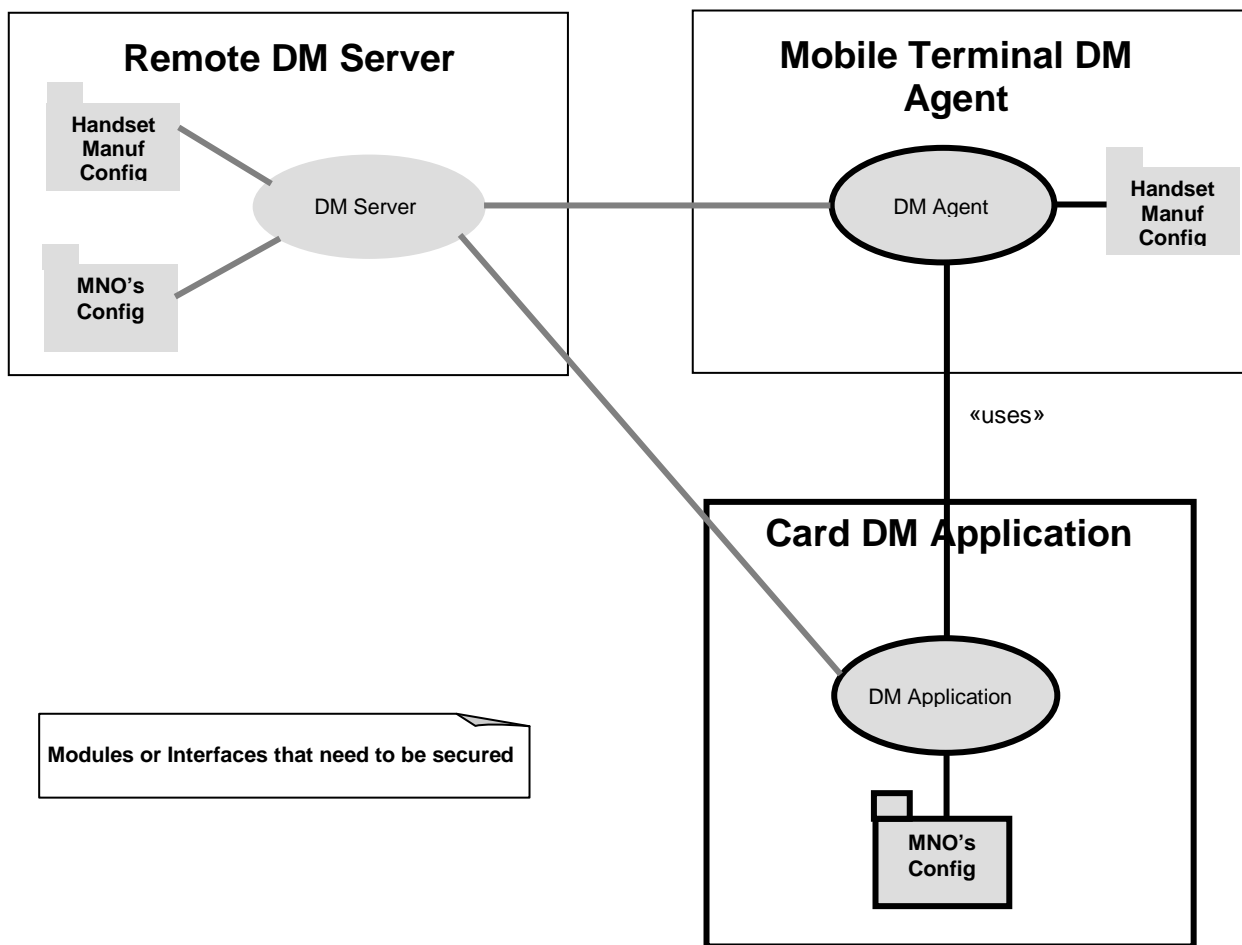 Remote DM Server
Handset
Manuf
Config
DM Server
MNO's
Config
Mobile Terminal DM
Agent
DM Agent
Handset
Manuf
Config
«uses»
Card DM Application
DM Application
MNO's
Config
Modules or Interfaces that need to be secured